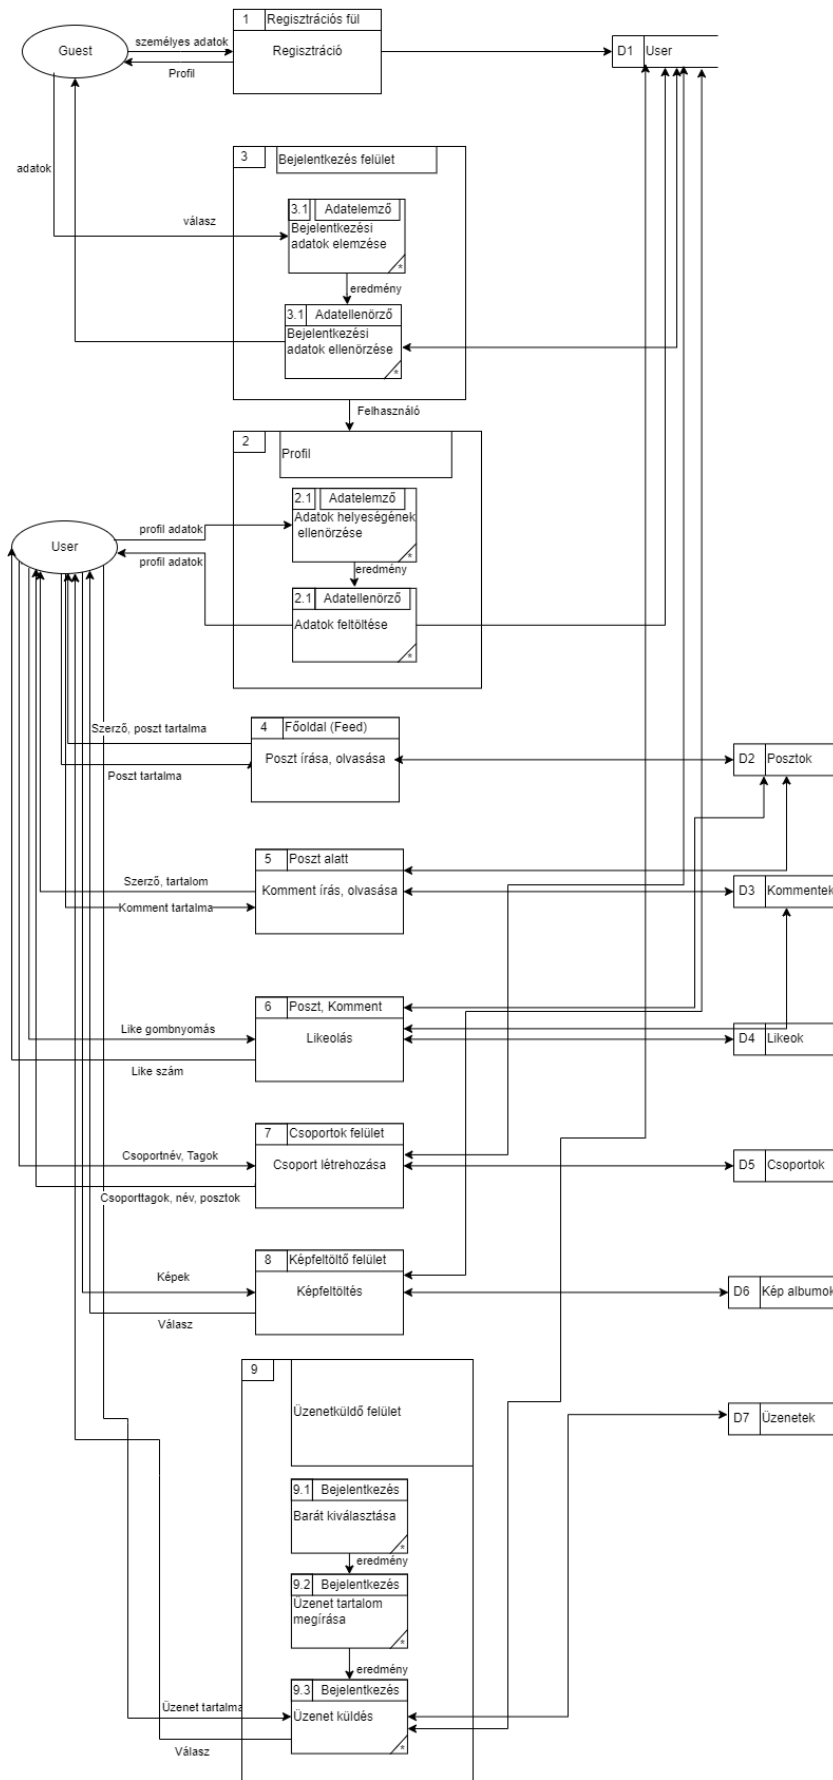 1 Regisztrációs fül
Guest
személyes adatok
Profil
Regisztráció
D1 User
adatok
válasz
3 Bejelentkezés felület
3.1 Adatelemző
Bejelentkezési
adatok elemzése
*
eredmény
3.1 Adatellenörző
Bejelentkezési
adatok ellenörzése
*
Felhasználó
2 Profil
User
profil adatok
profil adatok
2.1 Adatelemző
Adatok helyeségének
ellenörzése
*
eredmény
2.1 Adatellenörző
Adatok feltöltése
*
Szerző, poszt tartalma
Poszt tartalma
4 Főoldal (Feed)
Poszt írása, olvasása
D2 Posztok
5 Poszt alatt
Szerző, tartalom
Komment tartalma
Komment írás, olvasása
D3 Kommentek
6 Poszt, Komment
Like gombnyomás
Like szám
Likeolás
D4 Likeok
7 Csoportok felület
Csoportnév, Tagok
Csoporttagok, név, posztok
Csoport létrehozása
D5 Csoportok
8 Képfeltöltő felület
Képek
Válasz
Képfeltöltés
D6 Kép albumok
9
Üzenetküldő felület
D7 Üzenetek
9.1 Bejelentkezés
Barát kiválasztása
*
eredmény
9.2 Bejelentkezés
Üzenet tartalom
megírása
*
eredmény
9.3 Bejelentkezés
Üzenet küldés
*
Üzenet tartalma
Válasz